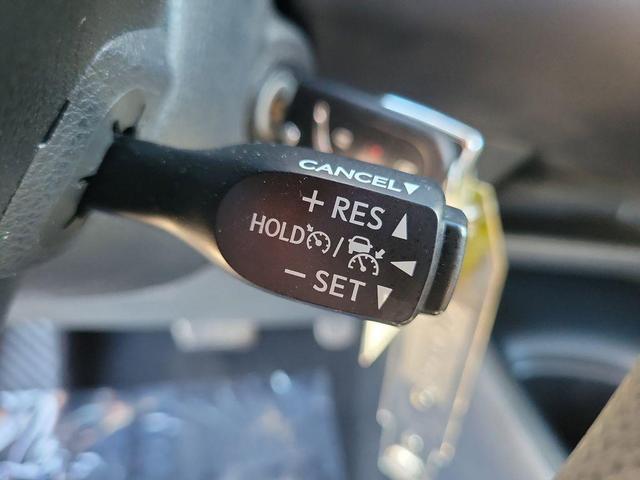 CANCEL▼
+ RES ▲
HOLD / ◀
− SET ▼